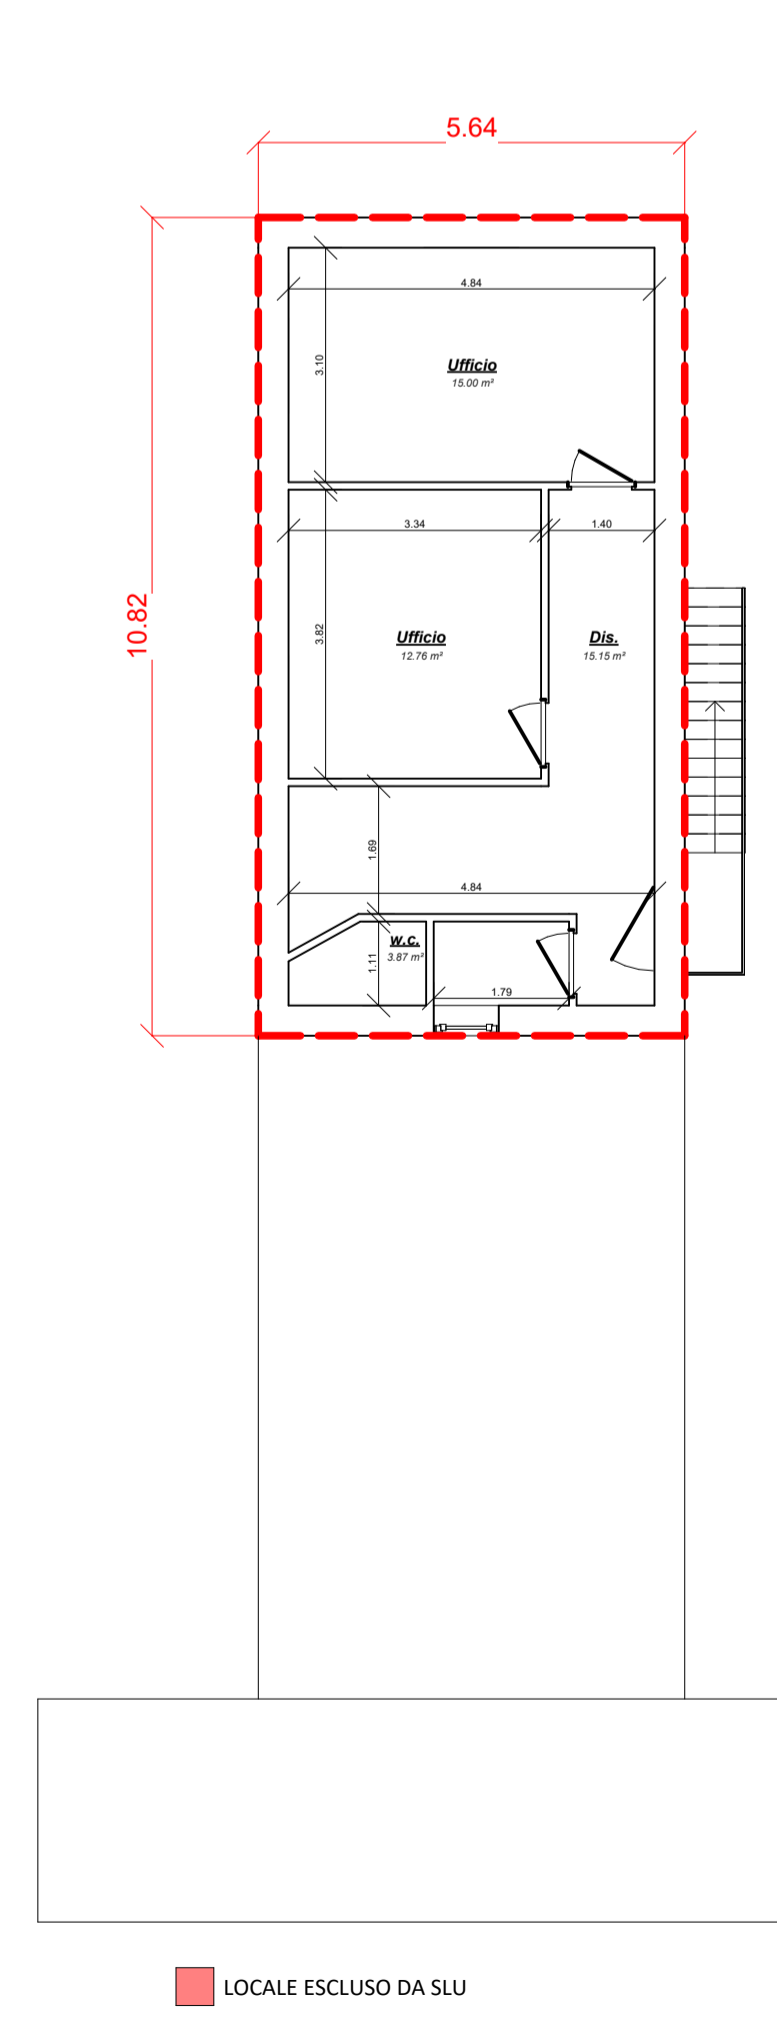 5.64
10.82
4.84
3.10
Ufficio
15.00 m²
3.34
1.40
3.82
Ufficio
12.76 m²
Dis.
15.15 m²
1.69
4.84
w.c.
3.87 m²
1.11
1.79
LOCALE ESCLUSO DA SLU